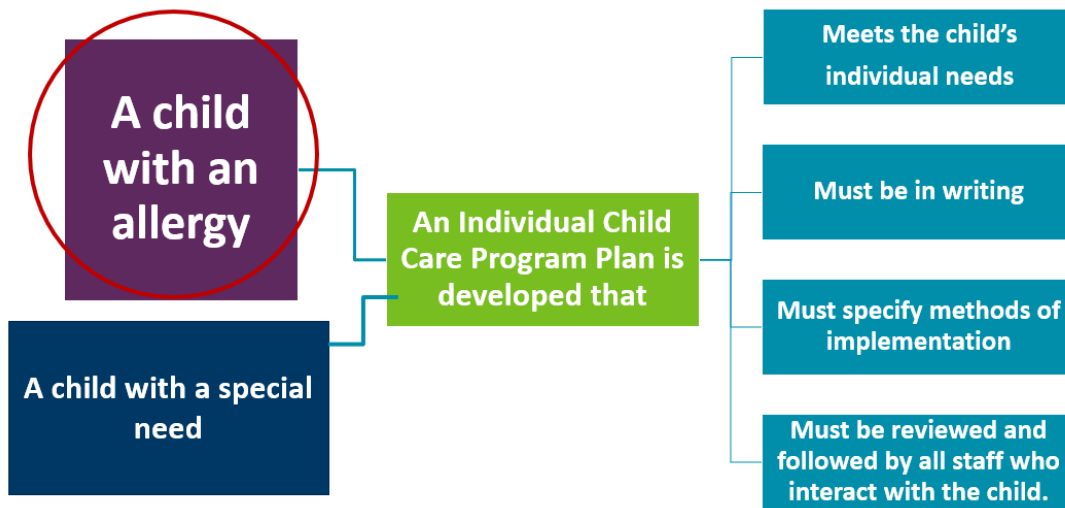 A child
with an
allergy
A child with a special
need
An Individual Child
Care Program Plan is
developed that
Meets the child’s
individual needs
Must be in writing
Must specify methods of
implementation
Must be reviewed and
followed by all staff who
interact with the child.